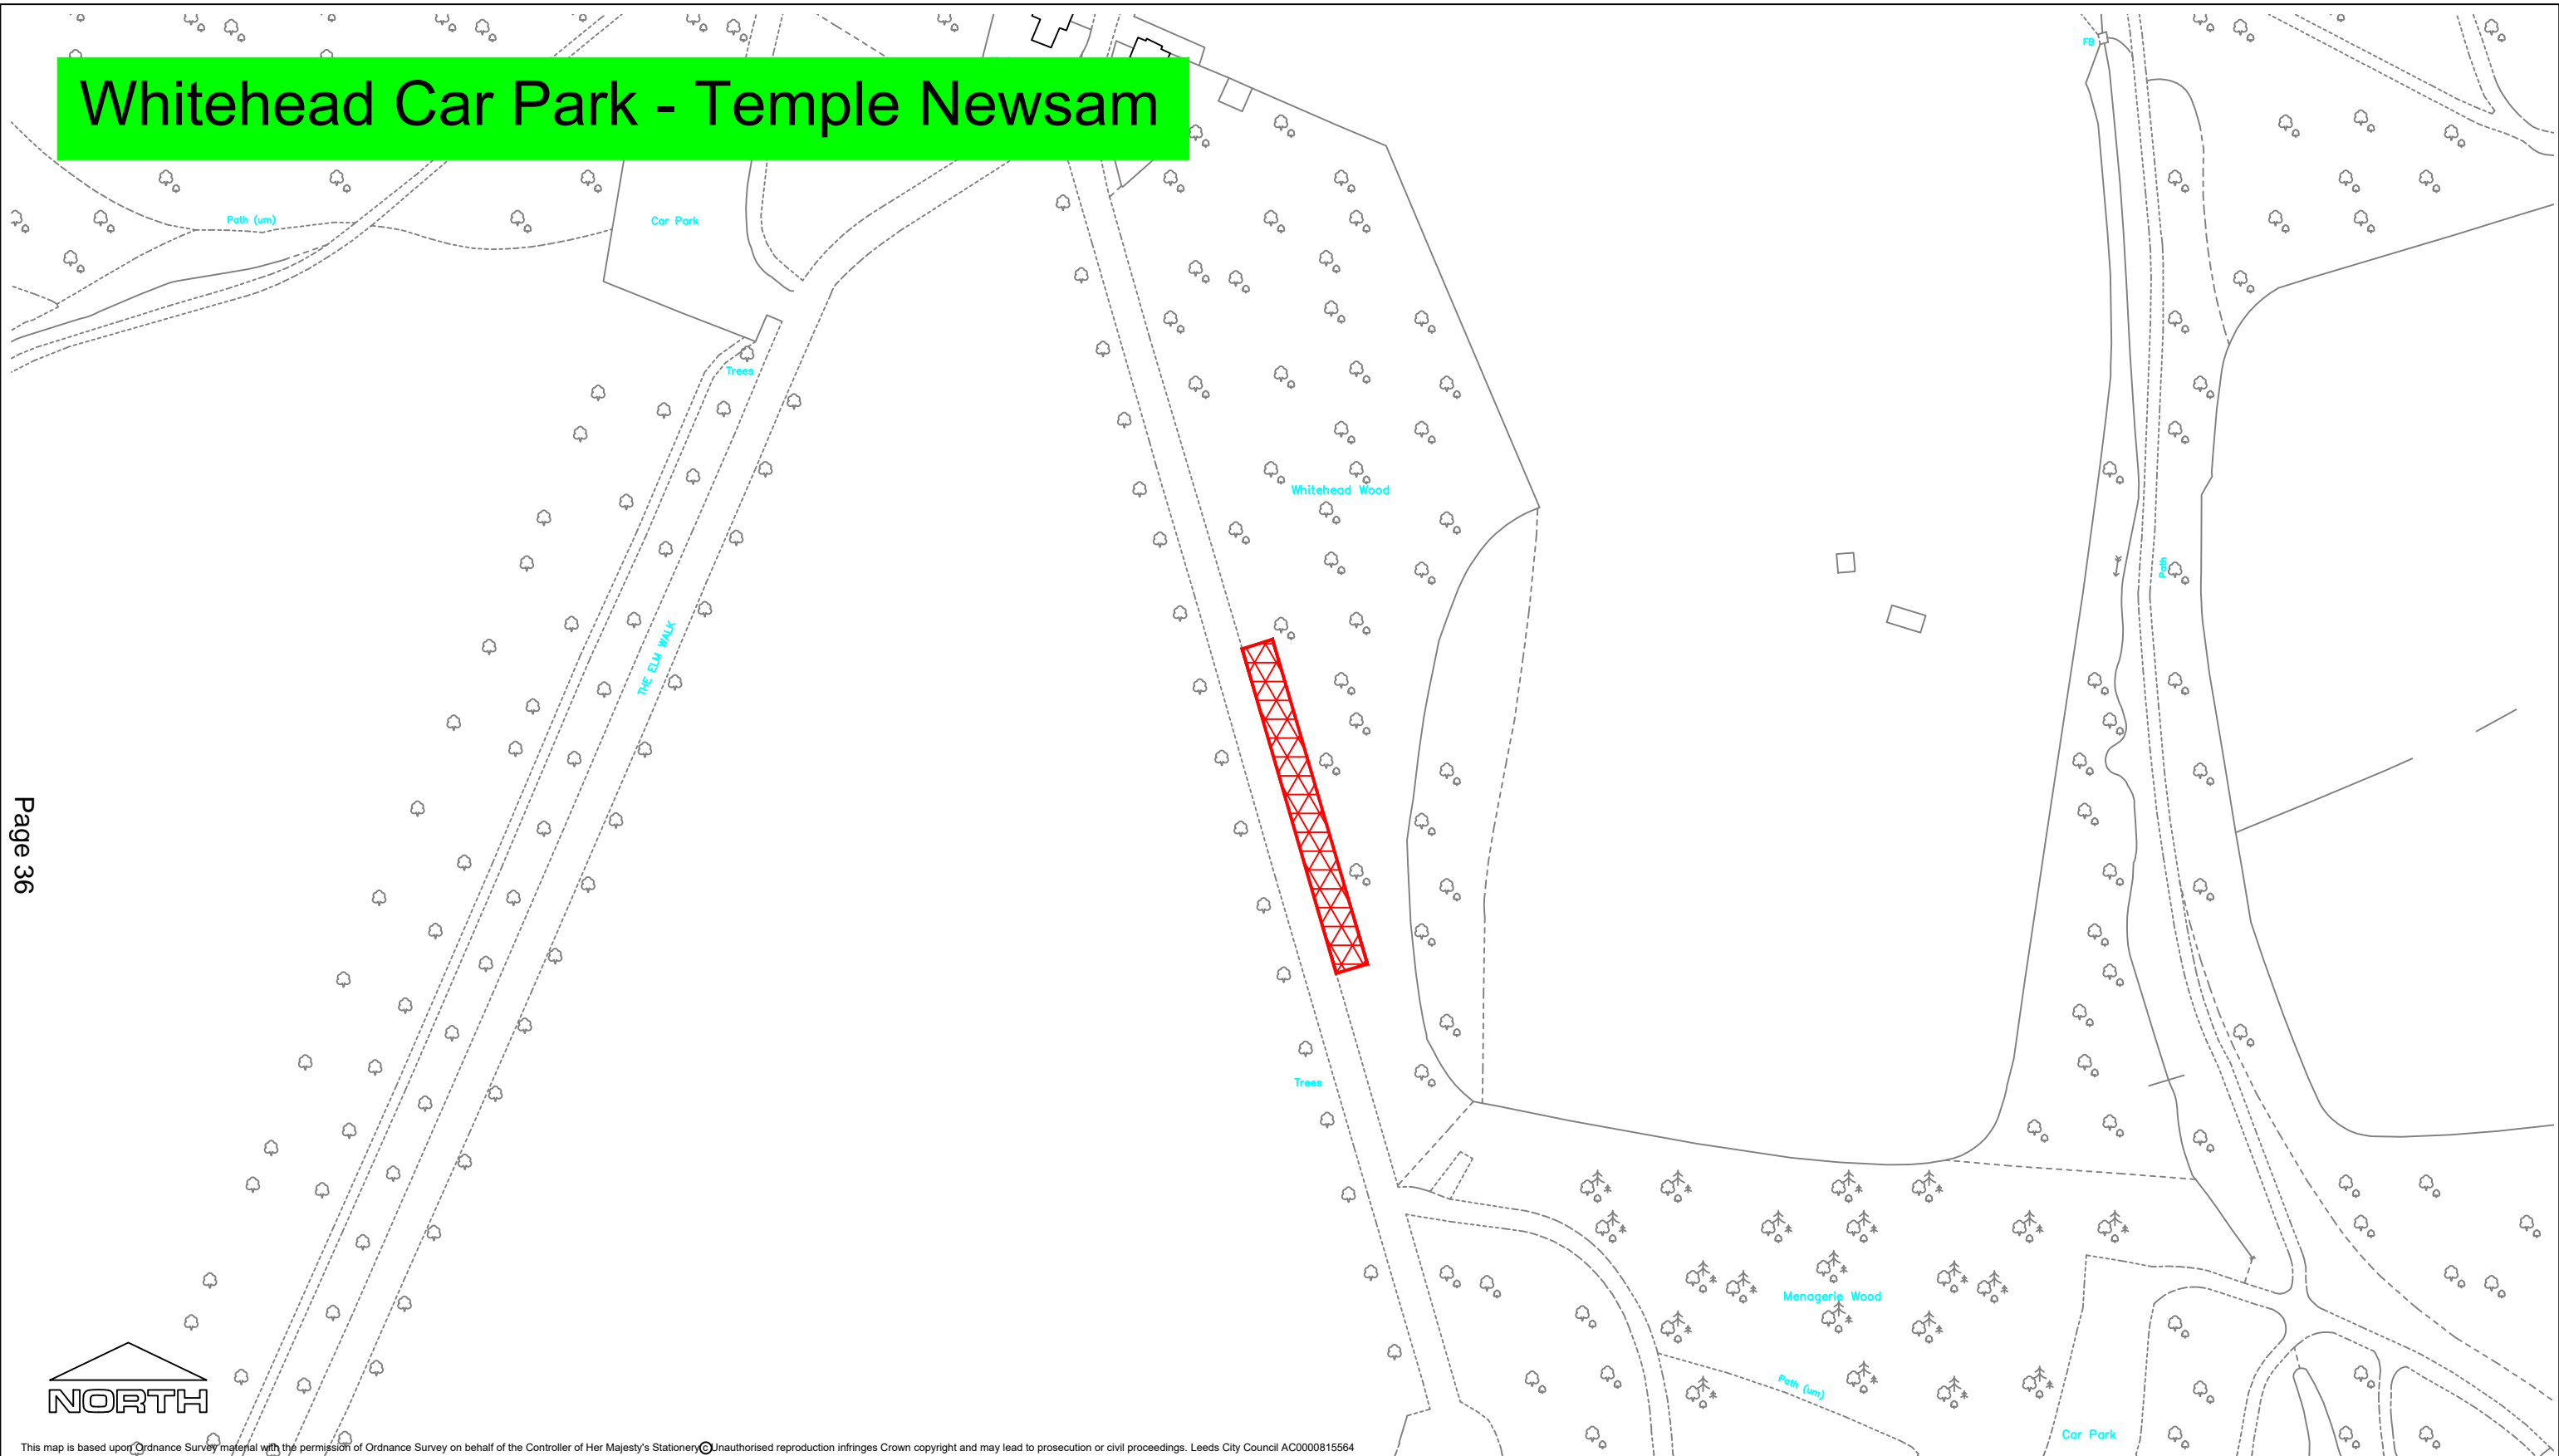 FB
Whitehead Car Park - Temple Newsam
Path (um)
Car Park
Trees
Whitehead Wood
Path
THE ELM WALK
Page 36
Trees
Menagerie Wood
Path (um)
NORTH
Car Park
This map is based upon Ordnance Survey material with the permission of Ordnance Survey on behalf of the Controller of Her Majesty's Stationery © Unauthorised reproduction infringes Crown copyright and may lead to prosecution or civil proceedings. Leeds City Council AC0000815564